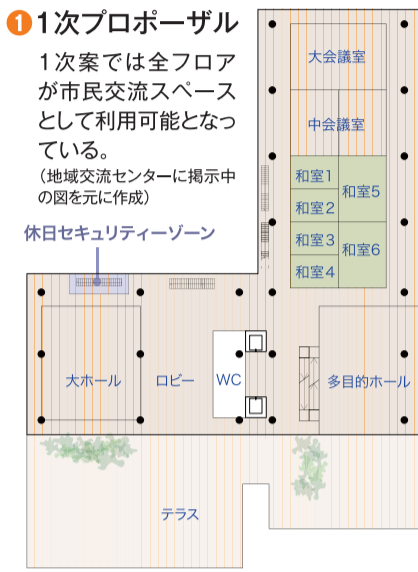 ❶1次プロポーザル
1次案では全フロア
が市民交流スペース
として利用可能となっ
ている。
(地域交流センターに掲示中
の図を元に作成)
休日セキュリティーゾーン
大会議室
中会議室
和室1
和室2
和室5
和室3
和室4
和室6
大ホール
ロビー
WC
多目的ホール
テラス